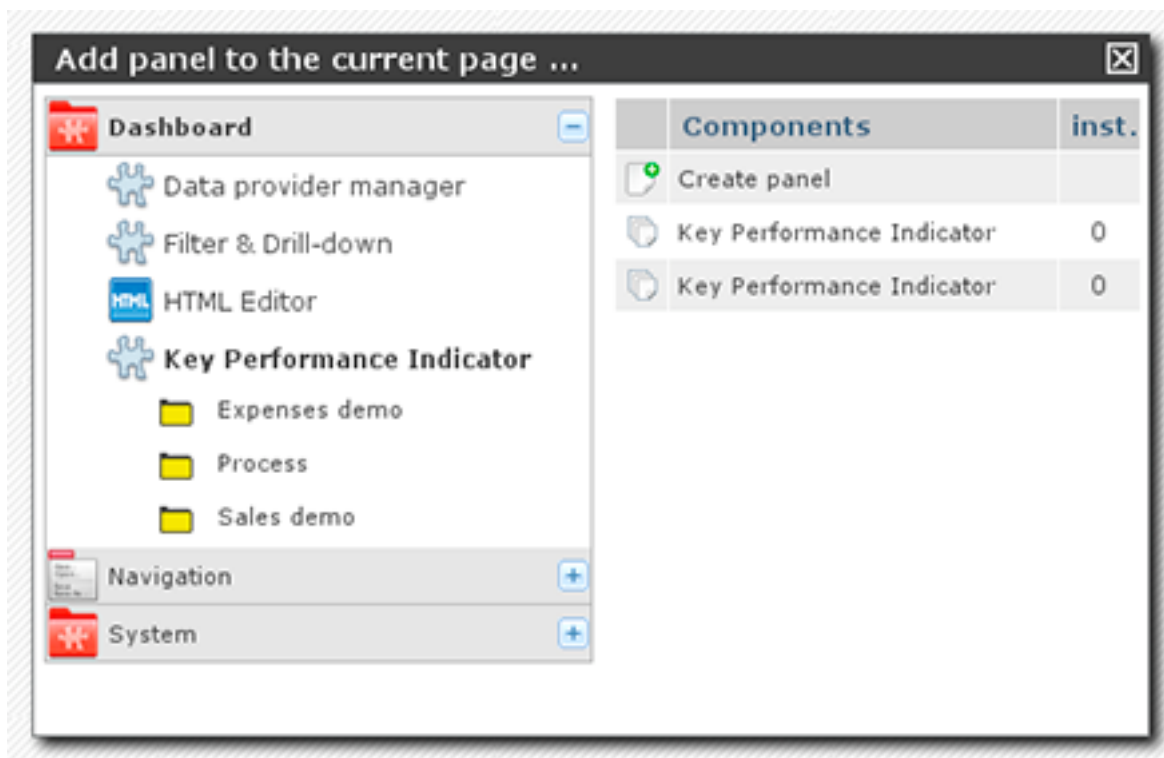 Add panel to the current page ...
Dashboard
Data provider manager
Filter & Drill-down
HTML
HTML Editor
Key Performance Indicator
Expenses demo
Process
Sales demo
Navigation
System
Components inst.
Create panel
Key Performance Indicator 0
Key Performance Indicator 0